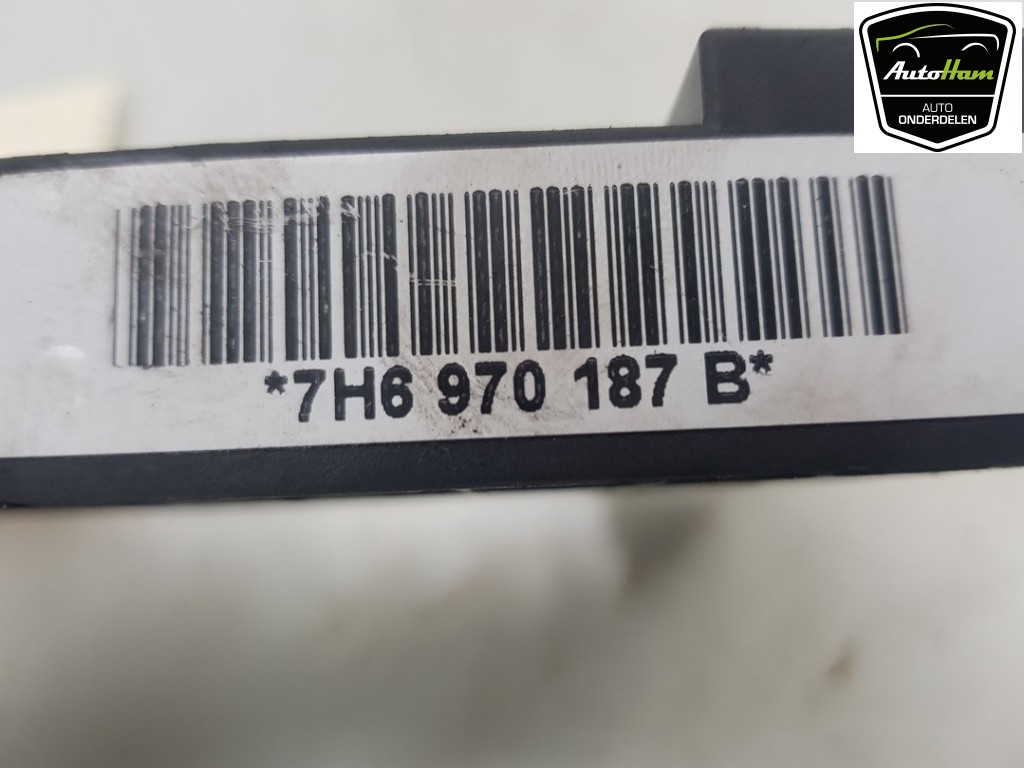 AutoHam
AUTO
ONDERDELEN
*7H6 970 187 B*